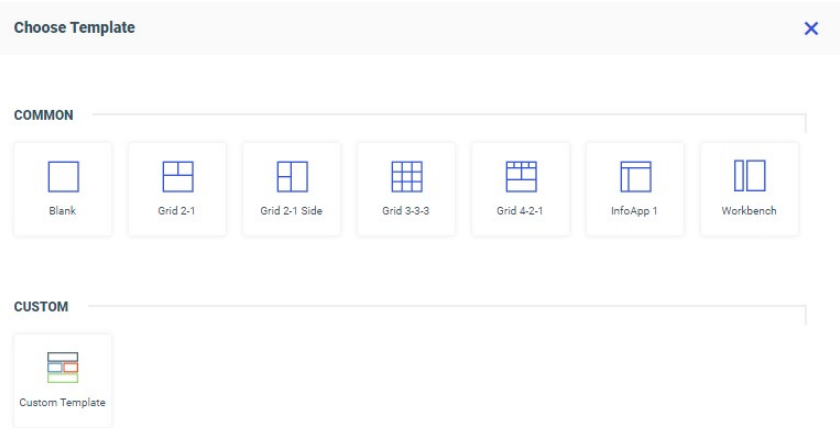 Choose Template
COMMON
Blank
Grid 2-1
Grid 2-1 Side
Grid 3-3-3
Grid 4-2-1
InfoApp 1
Workbench
CUSTOM
Custom Template